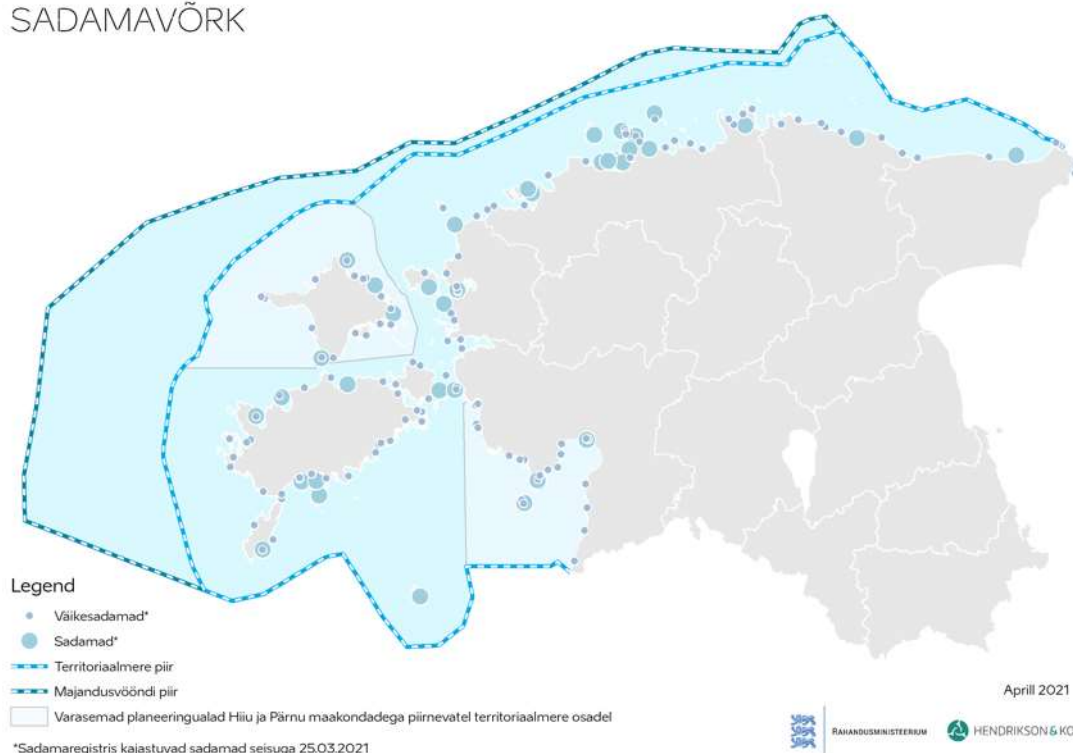 SADAMAVÕRK
Legend
Väikesadamad*
Sadamad*
Territoriaalmere piir
Majandusvööndi piir
Varasemad planeeringualad Hiiu ja Pärnu maakondadega piirnevatel territoriaalmere osadel
*Sadamaregistris kajastuvad sadamad seisuga 25.03.2021
Aprill 2021
RAHANDUSMINISTEERIUM
HENDRIKSON & KO